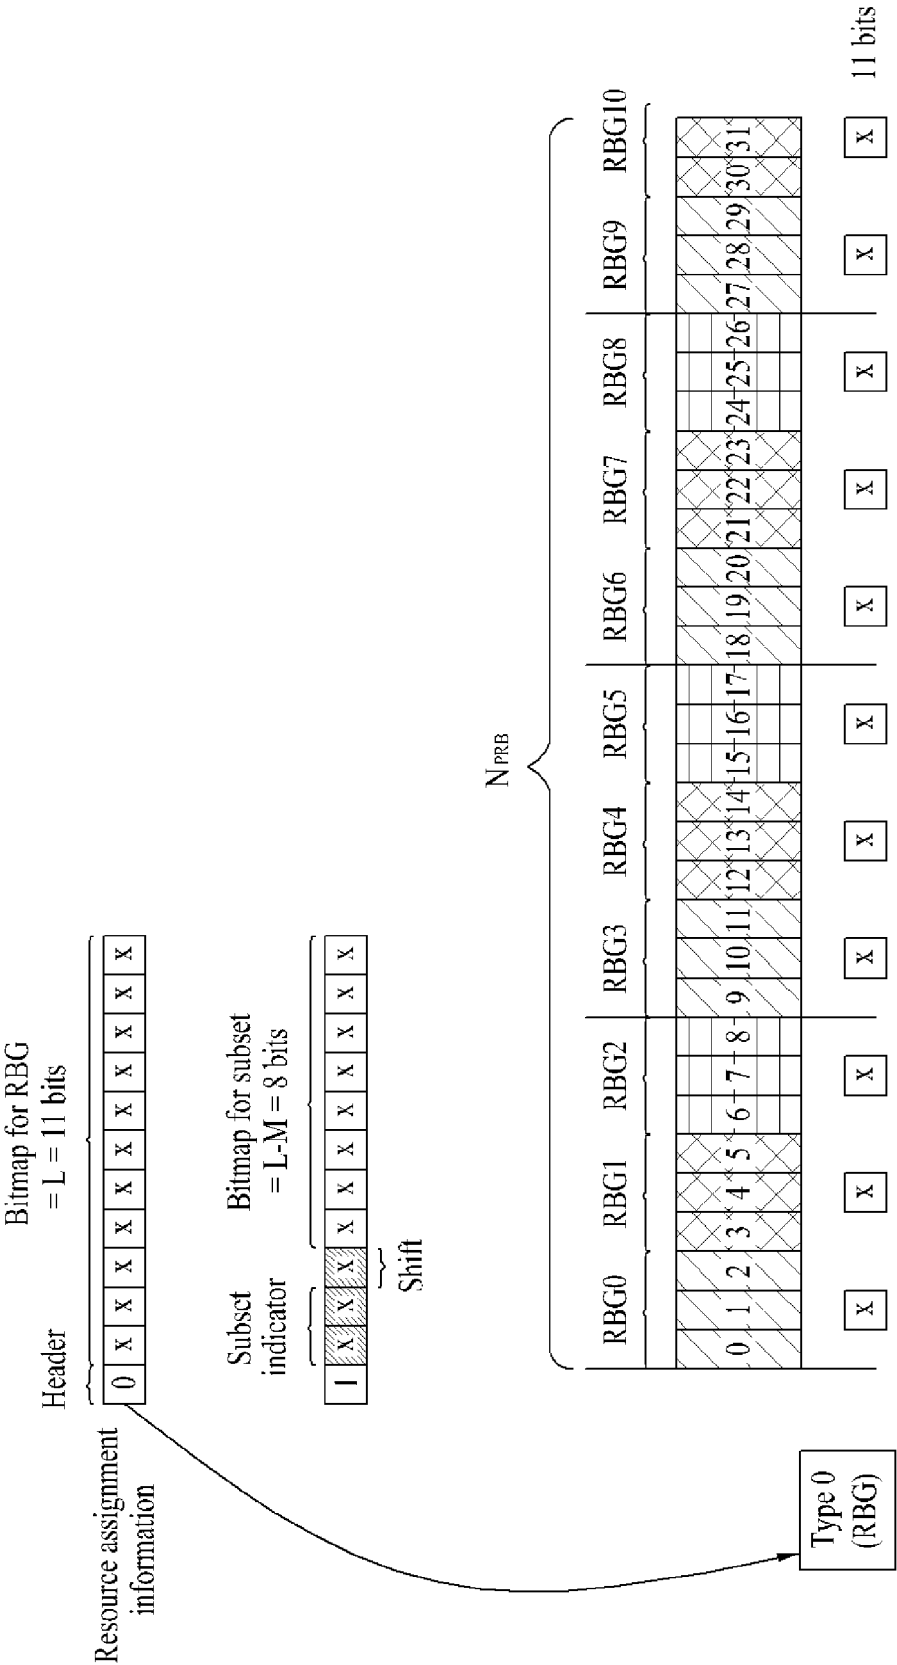 Resource assignment
information
Header
Bitmap for RBG
= L = 11 bits
0 X X X X X X X X X X X
Subset
indicator
Bitmap for subset
= L-M = 8 bits
1 X X X X X X X X X X X
Shift
NPRB
RBG0 RBG1 RBG2 RBG3 RBG4 RBG5 RBG6 RBG7 RBG8 RBG9 RBG10
0 1 2 3 4 5 6 7 8 9 10 11 12 13 14 15 16 17 18 19 20 21 22 23 24 25 26 27 28 29 30 31
Type 0
(RBG)
X X X X X X X X X X X 11 bits